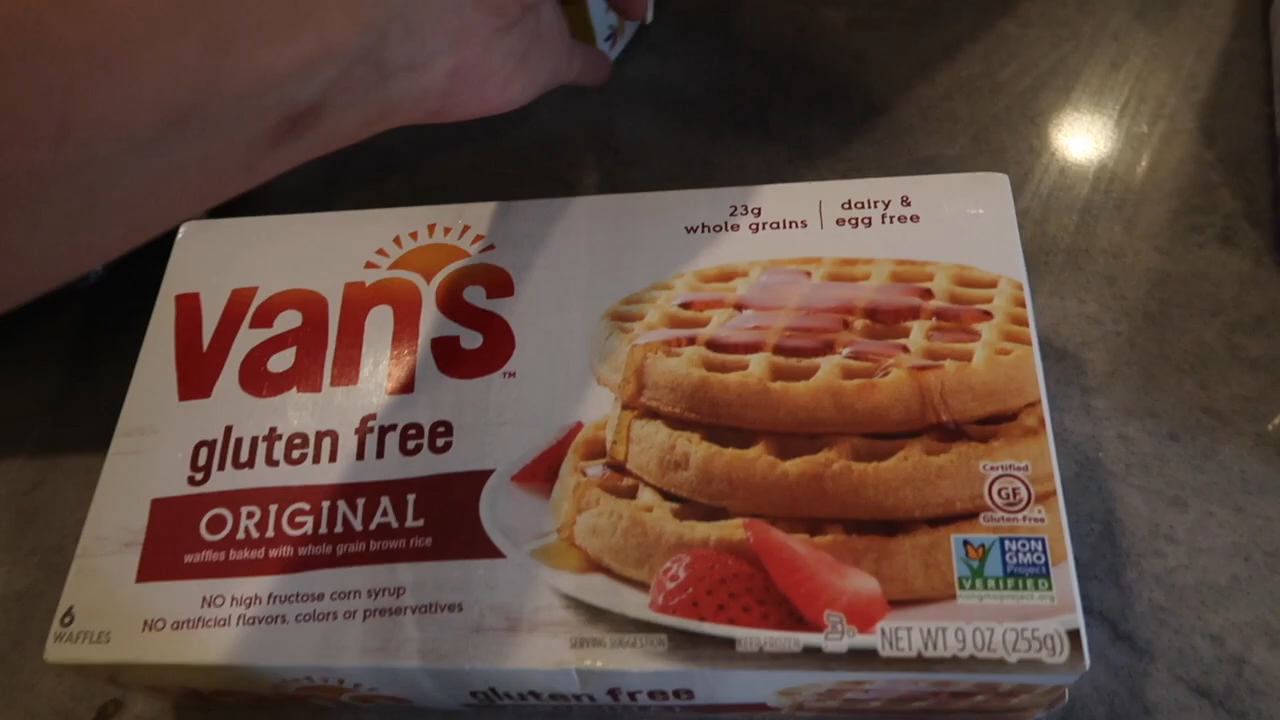 23g
whole grains
dairy &
egg free
Van's™
gluten free
ORIGINAL
waffles baked with whole grain brown rice
NO high fructose corn syrup
NO artificial flavors, colors or preservatives
6
WAFFLES
Certified
GF
Gluten-Free
NON
GMO
Project
VERIFIED
nongmoproject.org
SERVING SUGGESTION
KEEP FROZEN
NET WT 9 OZ (255g)
gluten free